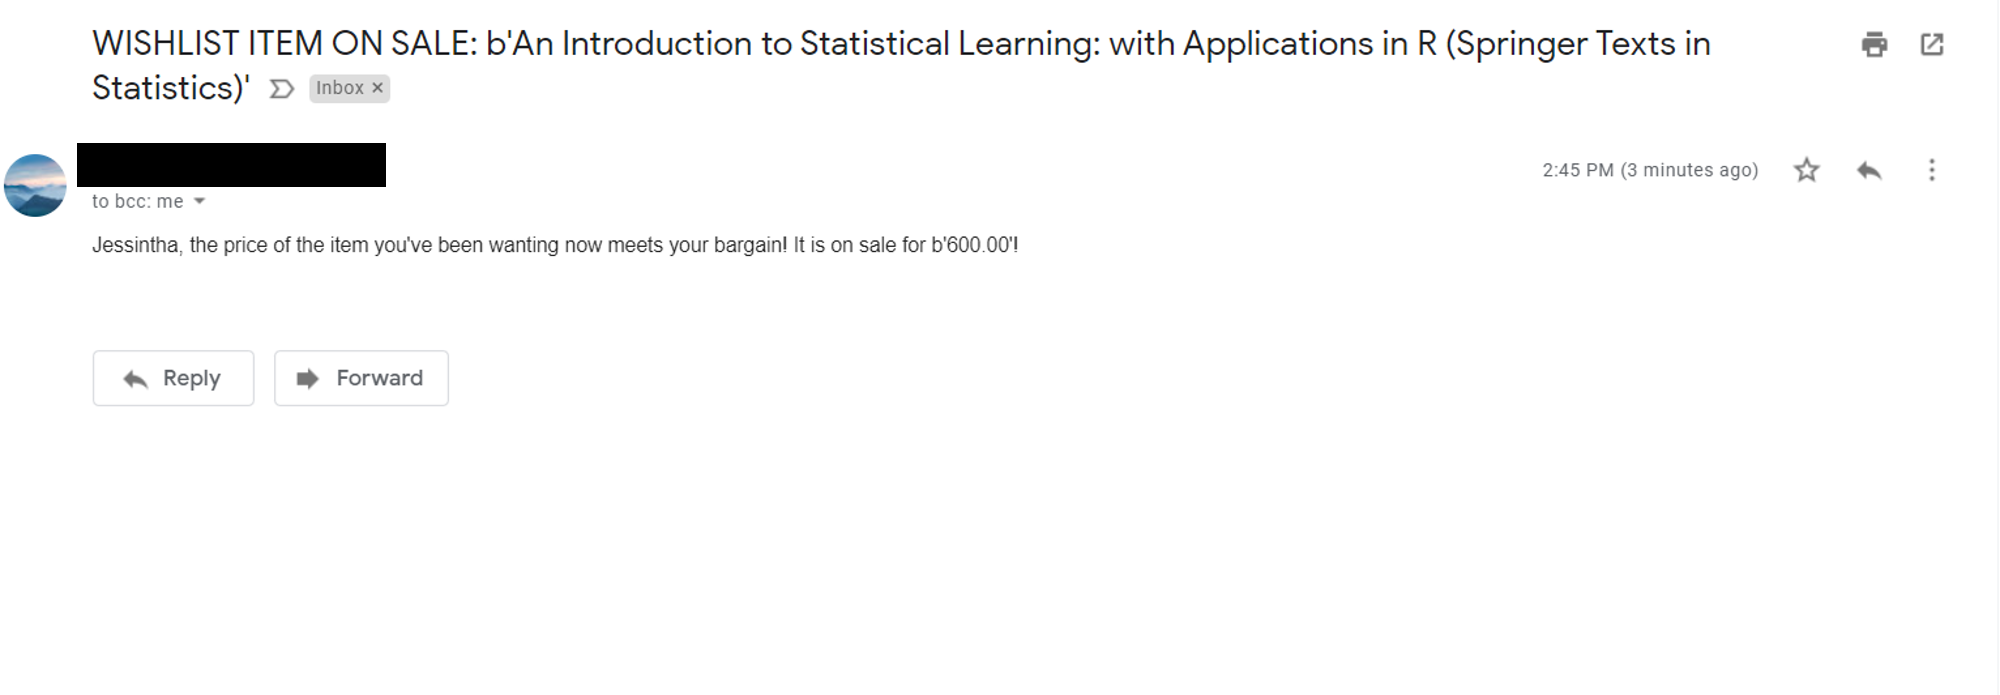 WISHLIST ITEM ON SALE: b'An Introduction to Statistical Learning: with Applications in R (Springer Texts in
Statistics)' Inbox ×
2:45 PM (3 minutes ago)
to bcc: me
Jessintha, the price of the item you've been wanting now meets your bargain! It is on sale for b'600.00'!
Reply Forward